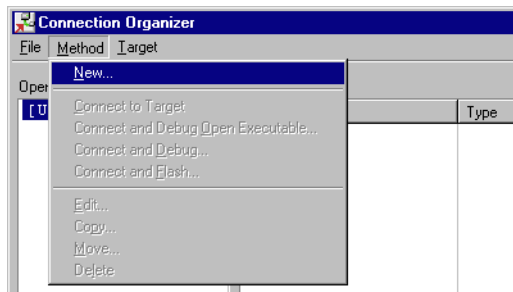 Connection Organizer
File Method Target
Oper
[U
Type
New...
Connect to Target
Connect and Debug Open Executable...
Connect and Debug...
Connect and Flash...
Edit...
Copy...
Move...
Delete